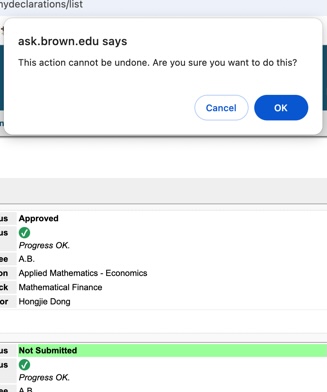 nydeclarations/list
ask.brown.edu says
This action cannot be undone. Are you sure you want to do this?
Cancel
OK
us Approved
us
Progress OK.
ee A.B.
on Applied Mathematics - Economics
ck Mathematical Finance
or Hongjie Dong
us Not Submitted
us
Progress OK.
ee A.B.